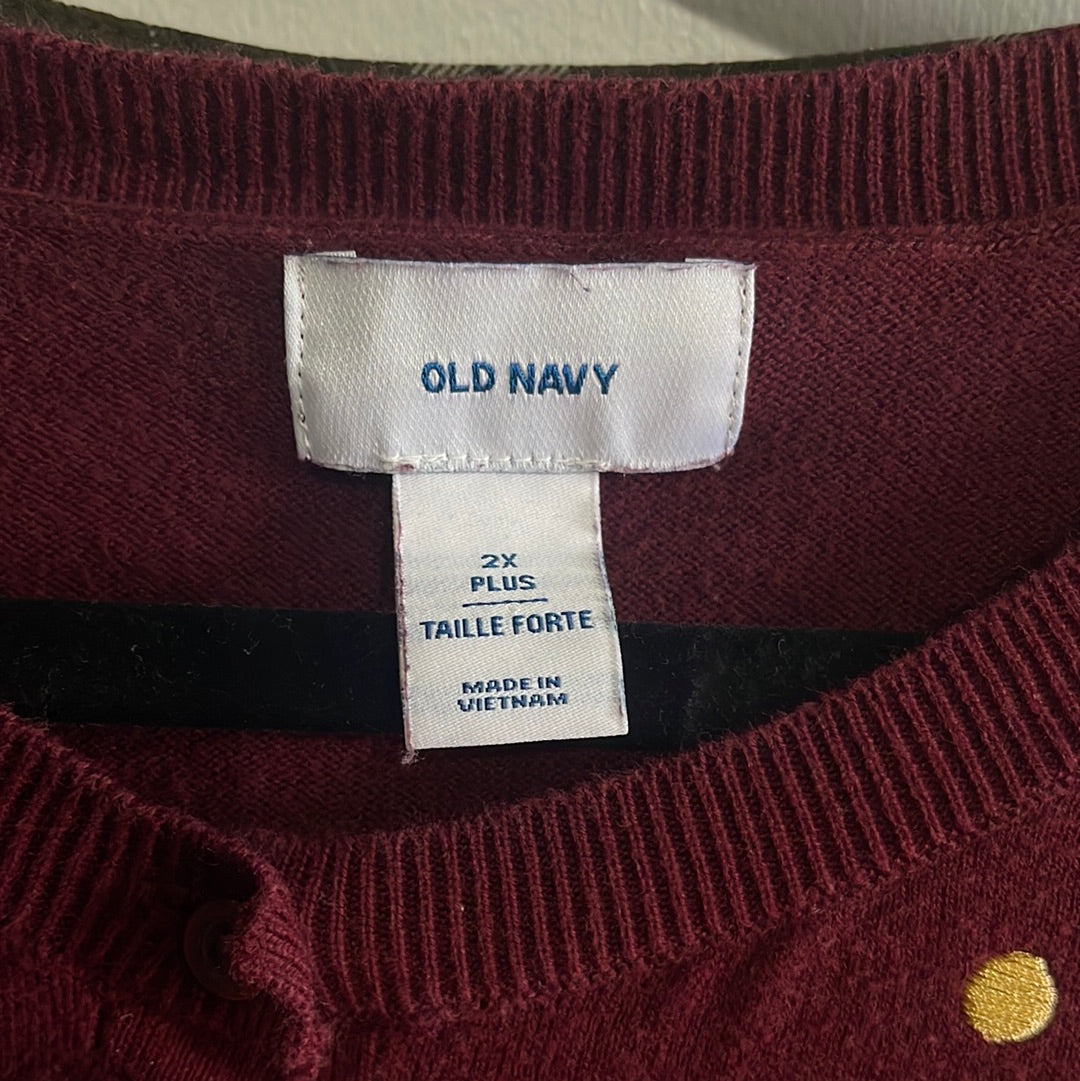 OLD NAVY
2X
PLUS
TAILLE FORTE
MADE IN
VIETNAM